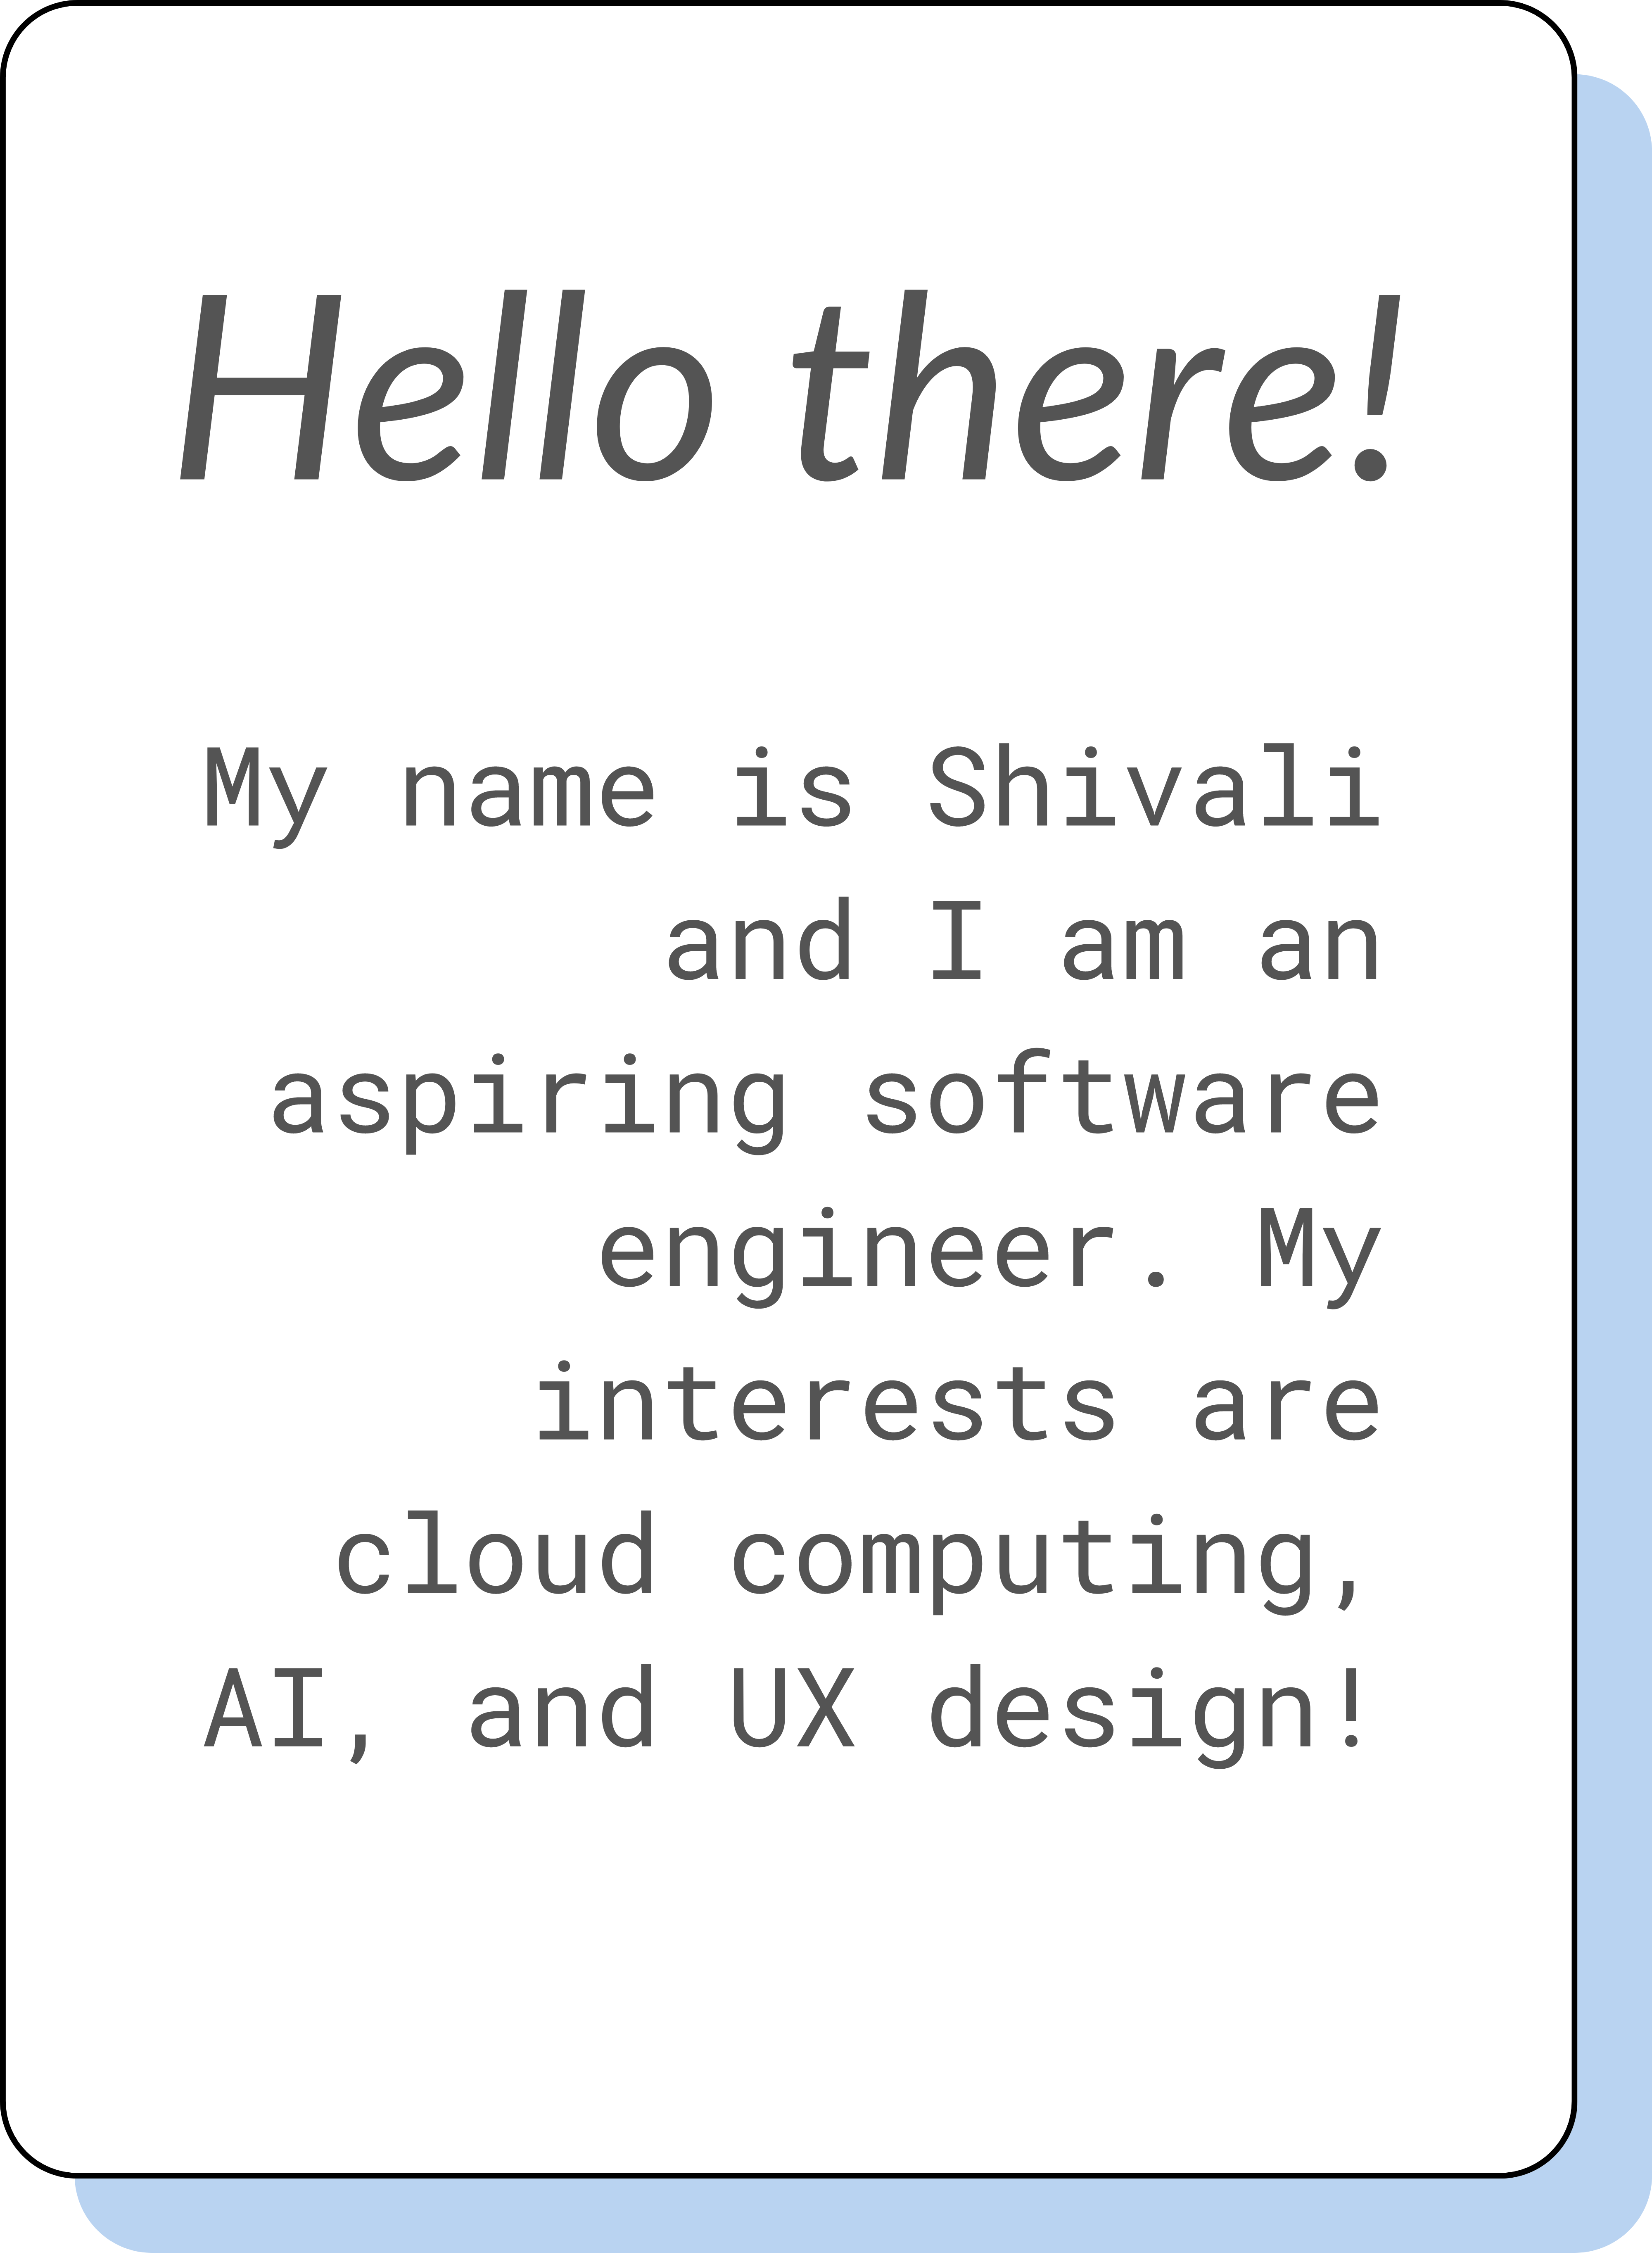 Hello there!
My name is Shivali
and I am an
aspiring software
engineer. My
interests are
cloud computing,
AI, and UX design!